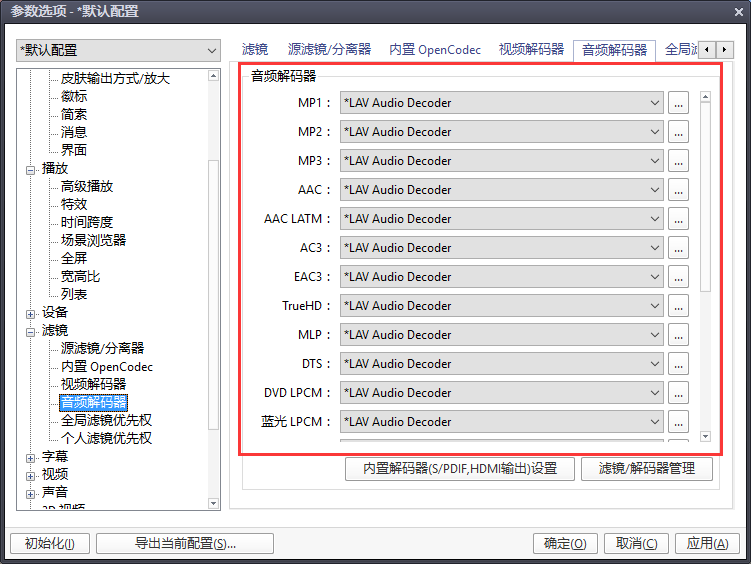 参数选项 - *默认配置
*默认配置
皮肤输出方式/放大
徽标
简索
消息
界面
播放
高级播放
特效
时间跨度
场景浏览器
全屏
宽高比
列表
设备
滤镜
源滤镜/分离器
内置 OpenCodec
视频解码器
音频解码器
全局滤镜优先权
个人滤镜优先权
字幕
视频
声音
滤镜 源滤镜/分离器 内置 OpenCodec 视频解码器 音频解码器 全局滤
音频解码器
MP1： *LAV Audio Decoder ...
MP2： *LAV Audio Decoder ...
MP3： *LAV Audio Decoder ...
AAC： *LAV Audio Decoder ...
AAC LATM： *LAV Audio Decoder ...
AC3： *LAV Audio Decoder ...
EAC3： *LAV Audio Decoder ...
TrueHD： *LAV Audio Decoder ...
MLP： *LAV Audio Decoder ...
DTS： *LAV Audio Decoder ...
DVD LPCM： *LAV Audio Decoder ...
蓝光 LPCM： *LAV Audio Decoder ...
内置解码器(S/PDIF,HDMI输出)设置 滤镜/解码器管理
初始化(I) 导出当前配置(S)... 确定(O) 取消(C) 应用(A)